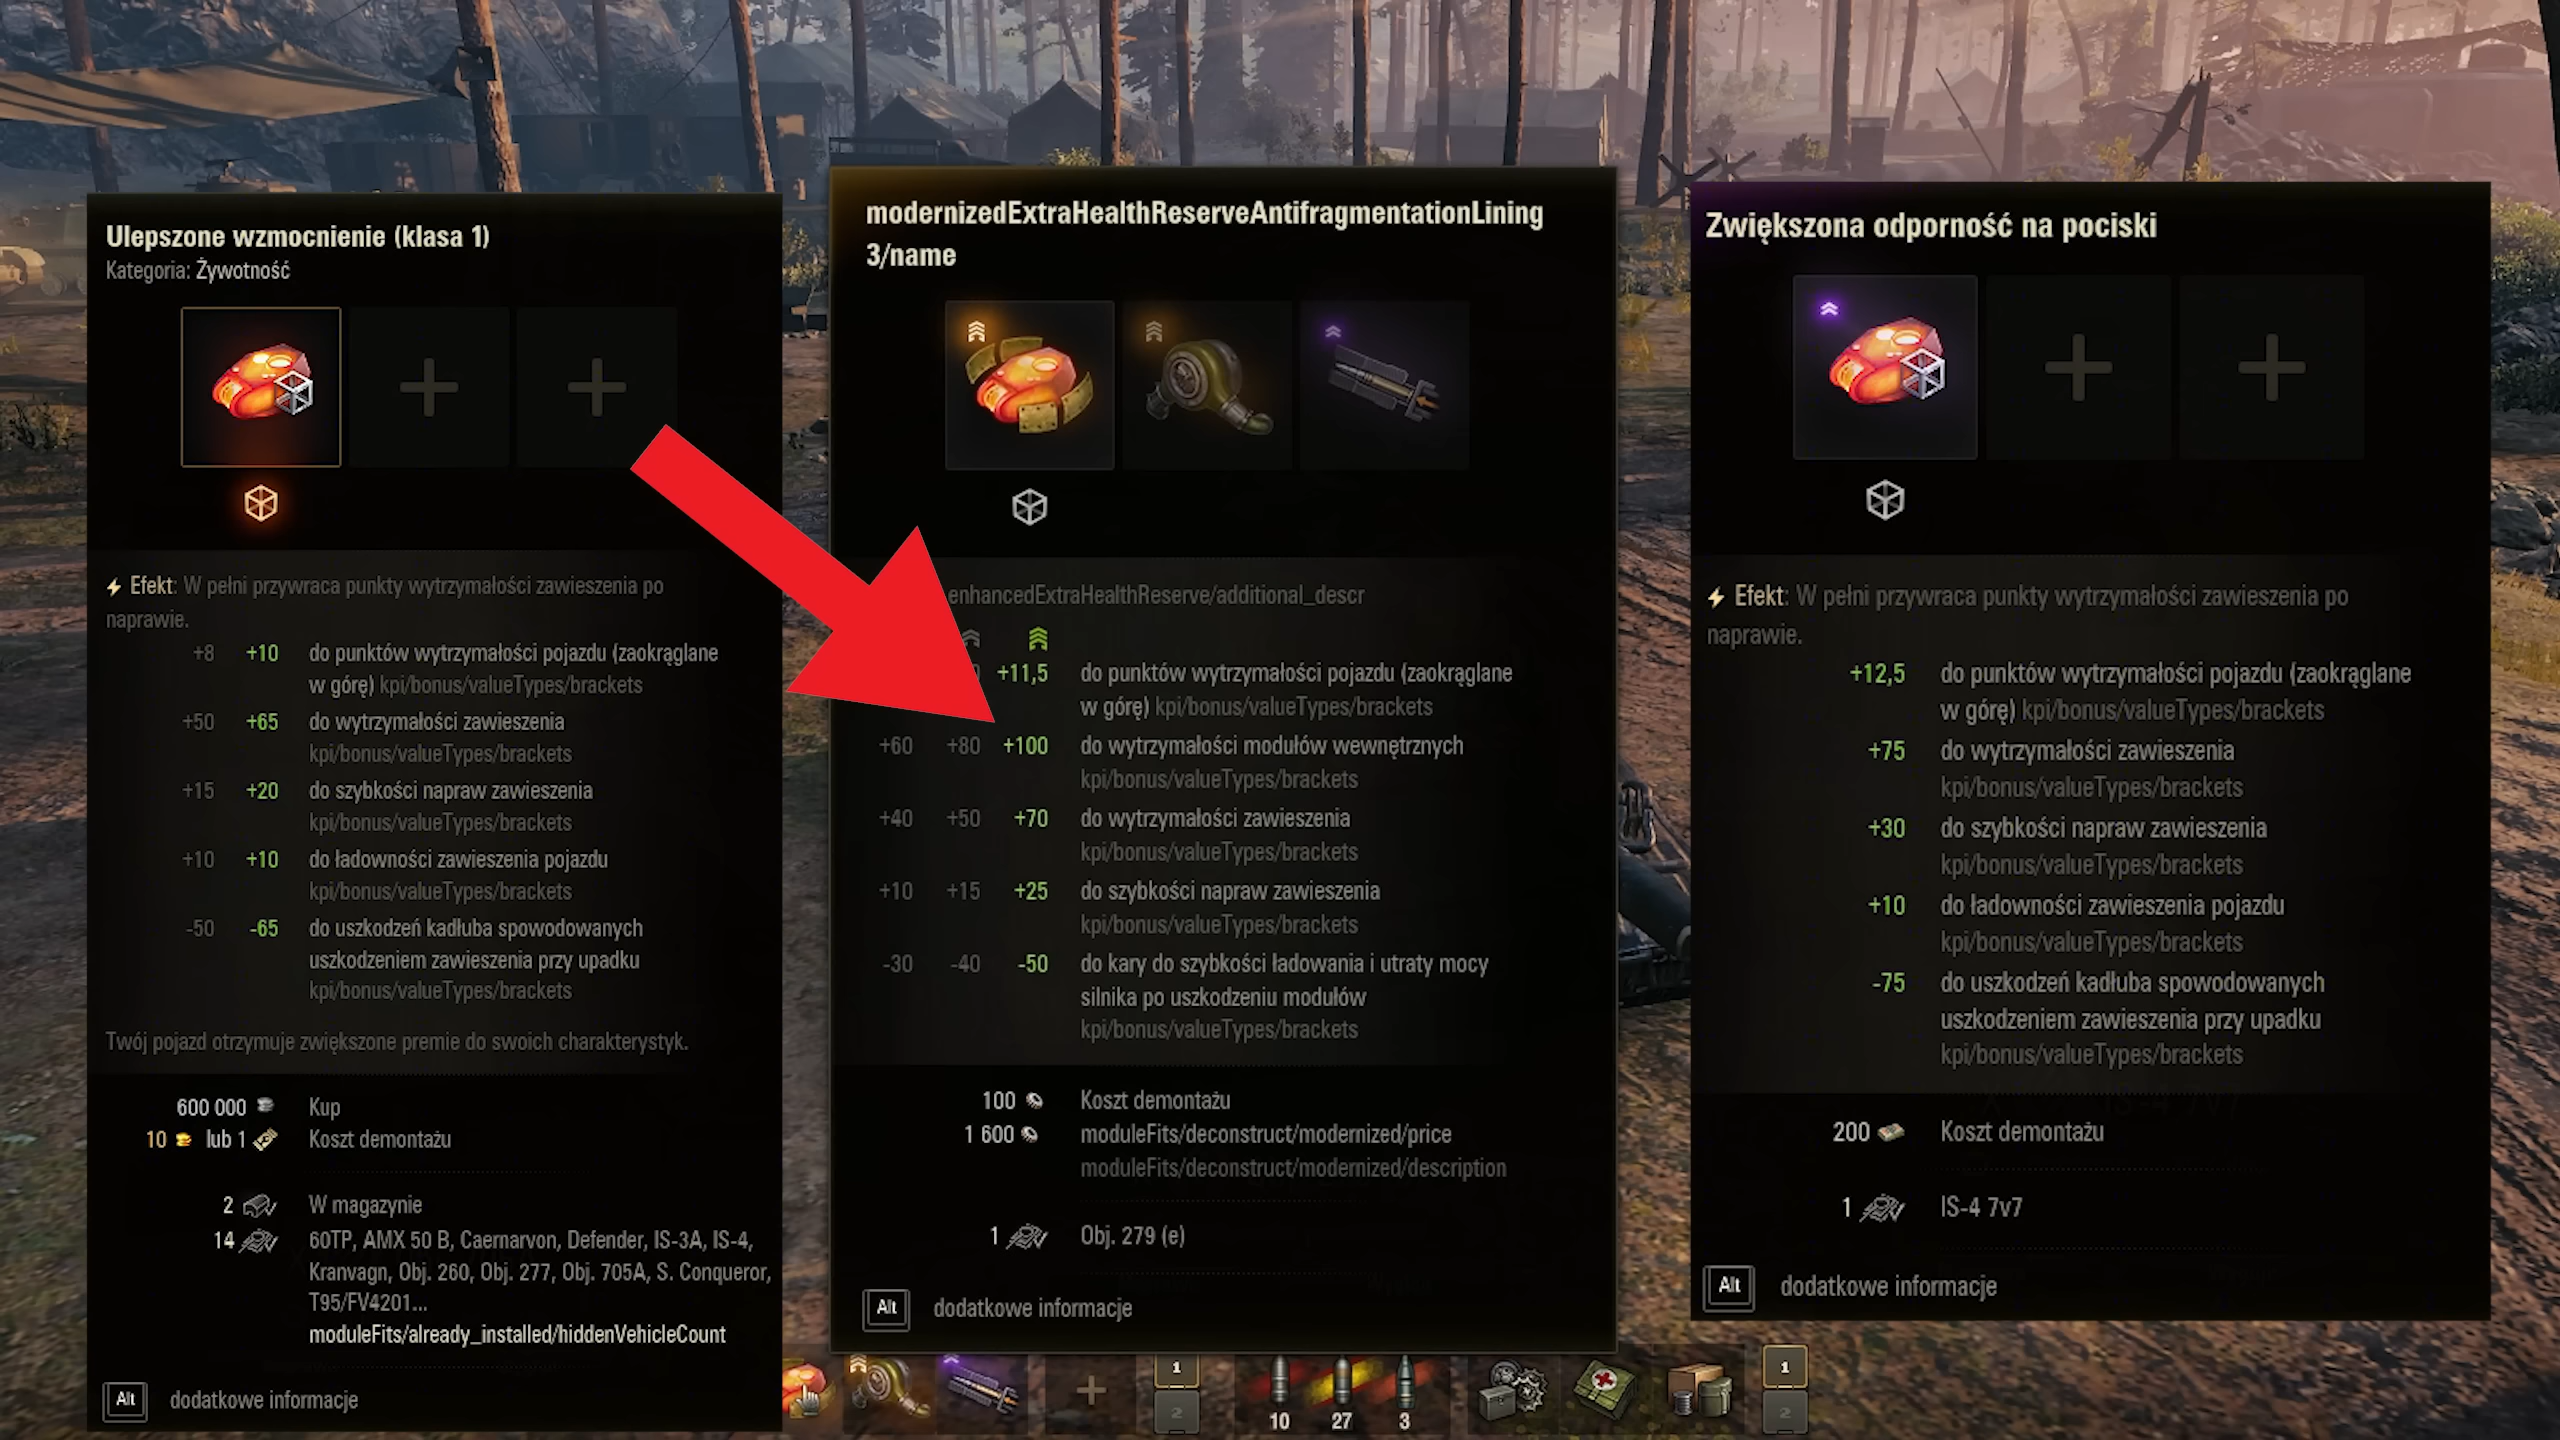 Ulepszone wzmocnienie (klasa 1)
Kategoria: Żywotność
Efekt: W pełni przywraca punkty wytrzymałości zawieszenia po
naprawie.
+8 +10 do punktów wytrzymałości pojazdu (zaokrąglane
w górę) kpi/bonus/valueTypes/brackets
+50 +65 do wytrzymałości zawieszenia
kpi/bonus/valueTypes/brackets
+15 +20 do szybkości napraw zawieszenia
kpi/bonus/valueTypes/brackets
+10 +10 do ładowności zawieszenia pojazdu
kpi/bonus/valueTypes/brackets
-50 -65 do uszkodzeń kadłuba spowodowanych
uszkodzeniem zawieszenia przy upadku
kpi/bonus/valueTypes/brackets
Twój pojazd otrzymuje zwiększone premie do swoich charakterystyk.
600 000 Kup
10 lub 1 Koszt demontażu
2 W magazynie
14 60TP, AMX 50 B, Caernarvon, Defender, IS-3A, IS-4,
Kranvagn, Obj. 260, Obj. 277, Obj. 705A, S. Conqueror,
T95/FV4201...
moduleFits/already_installed/hiddenVehicleCount
Alt dodatkowe informacje
modernizedExtraHealthReserveAntifragmentationLining
3/name
enhancedExtraHealthReserve/additional_descr
+11,5 do punktów wytrzymałości pojazdu (zaokrąglane
w górę) kpi/bonus/valueTypes/brackets
+60 +80 +100 do wytrzymałości modułów wewnętrznych
kpi/bonus/valueTypes/brackets
+40 +50 +70 do wytrzymałości zawieszenia
kpi/bonus/valueTypes/brackets
+10 +15 +25 do szybkości napraw zawieszenia
kpi/bonus/valueTypes/brackets
-30 -40 -50 do kary do szybkości ładowania i utraty mocy
silnika po uszkodzeniu modułów
kpi/bonus/valueTypes/brackets
100 Koszt demontażu
1 600 moduleFits/deconstruct/modernized/price
moduleFits/deconstruct/modernized/description
1 Obj. 279 (e)
Alt dodatkowe informacje
Zwiększona odporność na pociski
Efekt: W pełni przywraca punkty wytrzymałości zawieszenia po
naprawie.
+12,5 do punktów wytrzymałości pojazdu (zaokrąglane
w górę) kpi/bonus/valueTypes/brackets
+75 do wytrzymałości zawieszenia
kpi/bonus/valueTypes/brackets
+30 do szybkości napraw zawieszenia
kpi/bonus/valueTypes/brackets
+10 do ładowności zawieszenia pojazdu
kpi/bonus/valueTypes/brackets
-75 do uszkodzeń kadłuba spowodowanych
uszkodzeniem zawieszenia przy upadku
kpi/bonus/valueTypes/brackets
200 Koszt demontażu
1 IS-4 7v7
Alt dodatkowe informacje
1
2
10 27 3
1
2